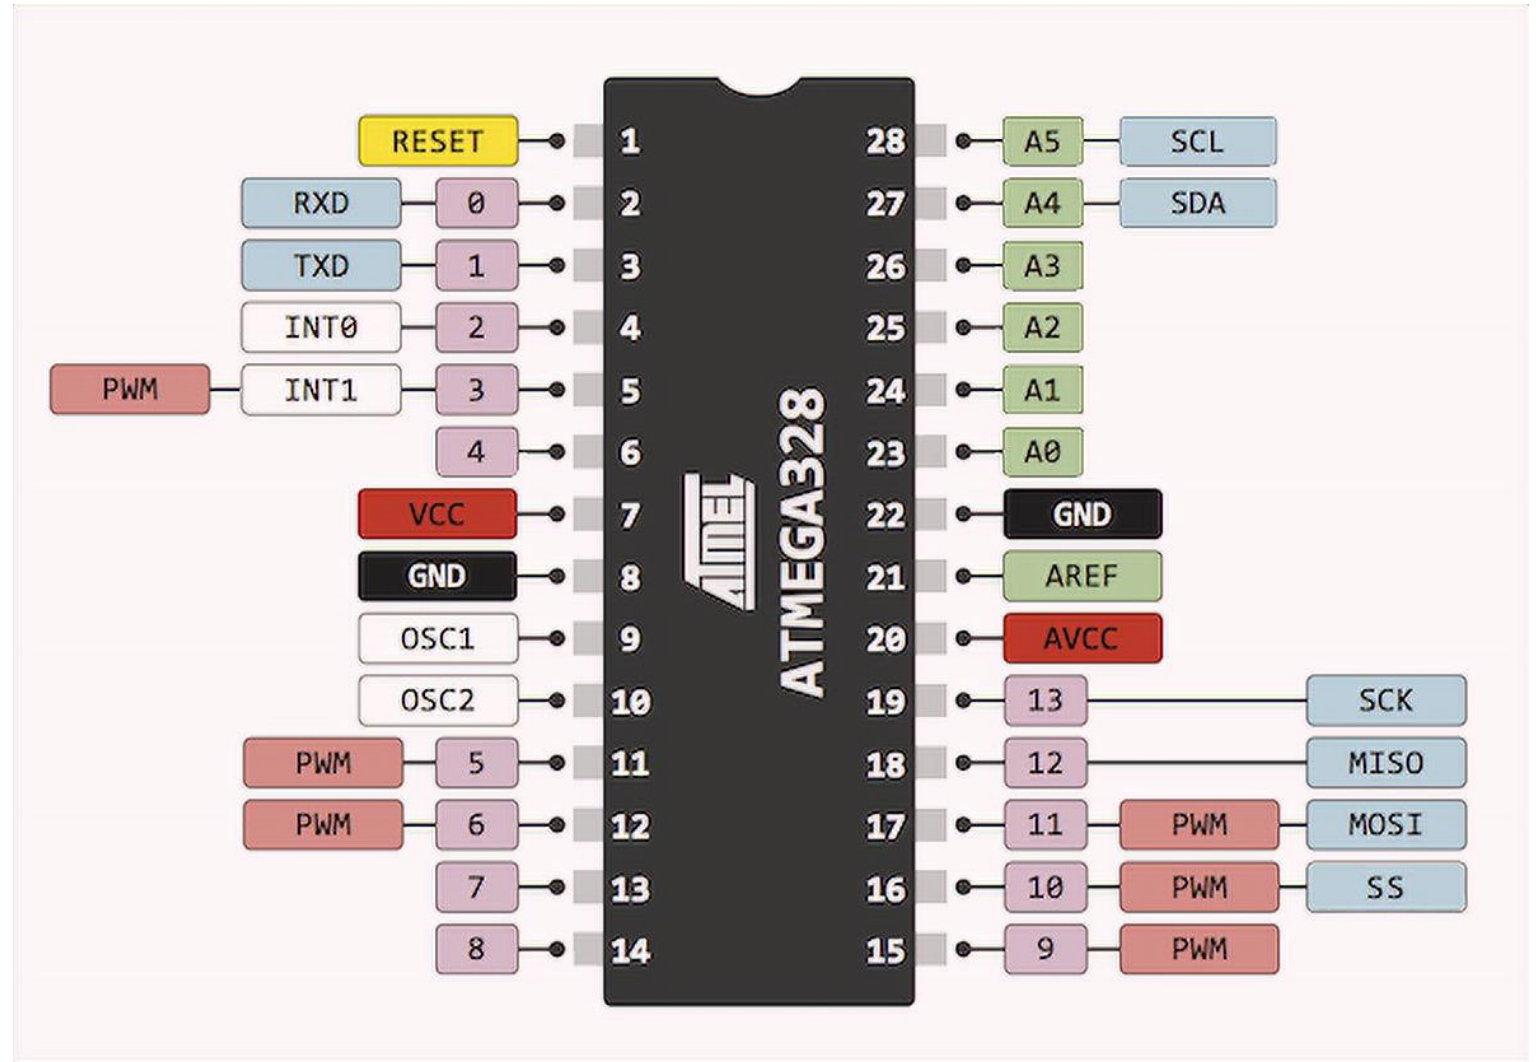 RESET 1 28 A5 SCL
RXD 0 2 27 A4 SDA
TXD 1 3 26 A3
INT0 2 4 25 A2
PWM INT1 3 5 24 A1
4 6 23 A0
VCC 7 22 GND
GND 8 21 AREF
OSC1 9 20 AVCC
OSC2 10 19 13 SCK
PWM 5 11 18 12 MISO
PWM 6 12 17 11 PWM MOSI
7 13 16 10 PWM SS
8 14 15 9 PWM
ATMEL
ATMEGA328